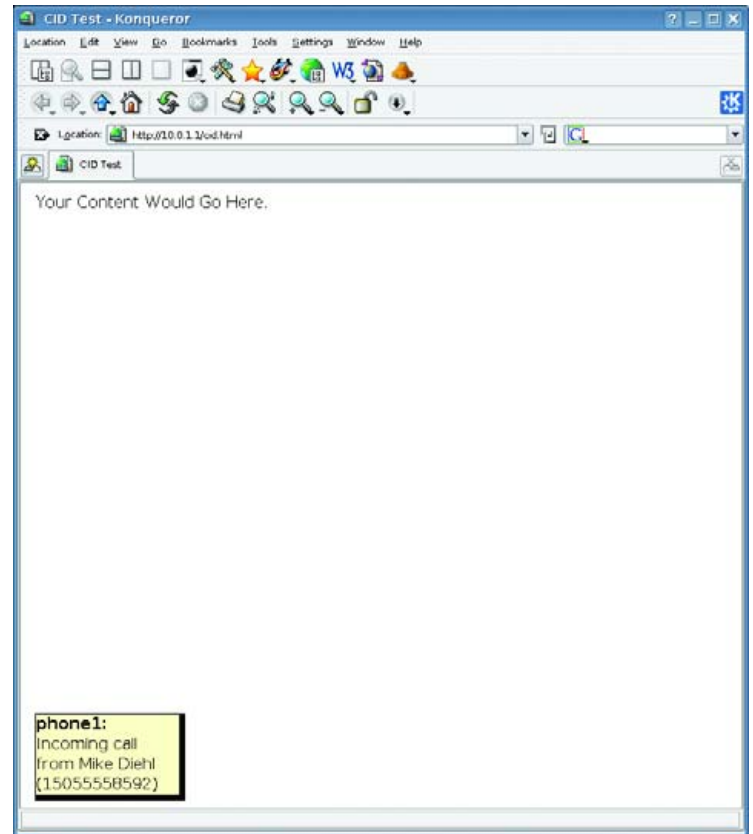 CID Test - Konqueror
Location Edit View Go Bookmarks Tools Settings Window Help
Location: http://10.0.1.1/cid.html
CID Test
Your Content Would Go Here.
phone1:
Incoming call
from Mike Diehl
(15055558592)